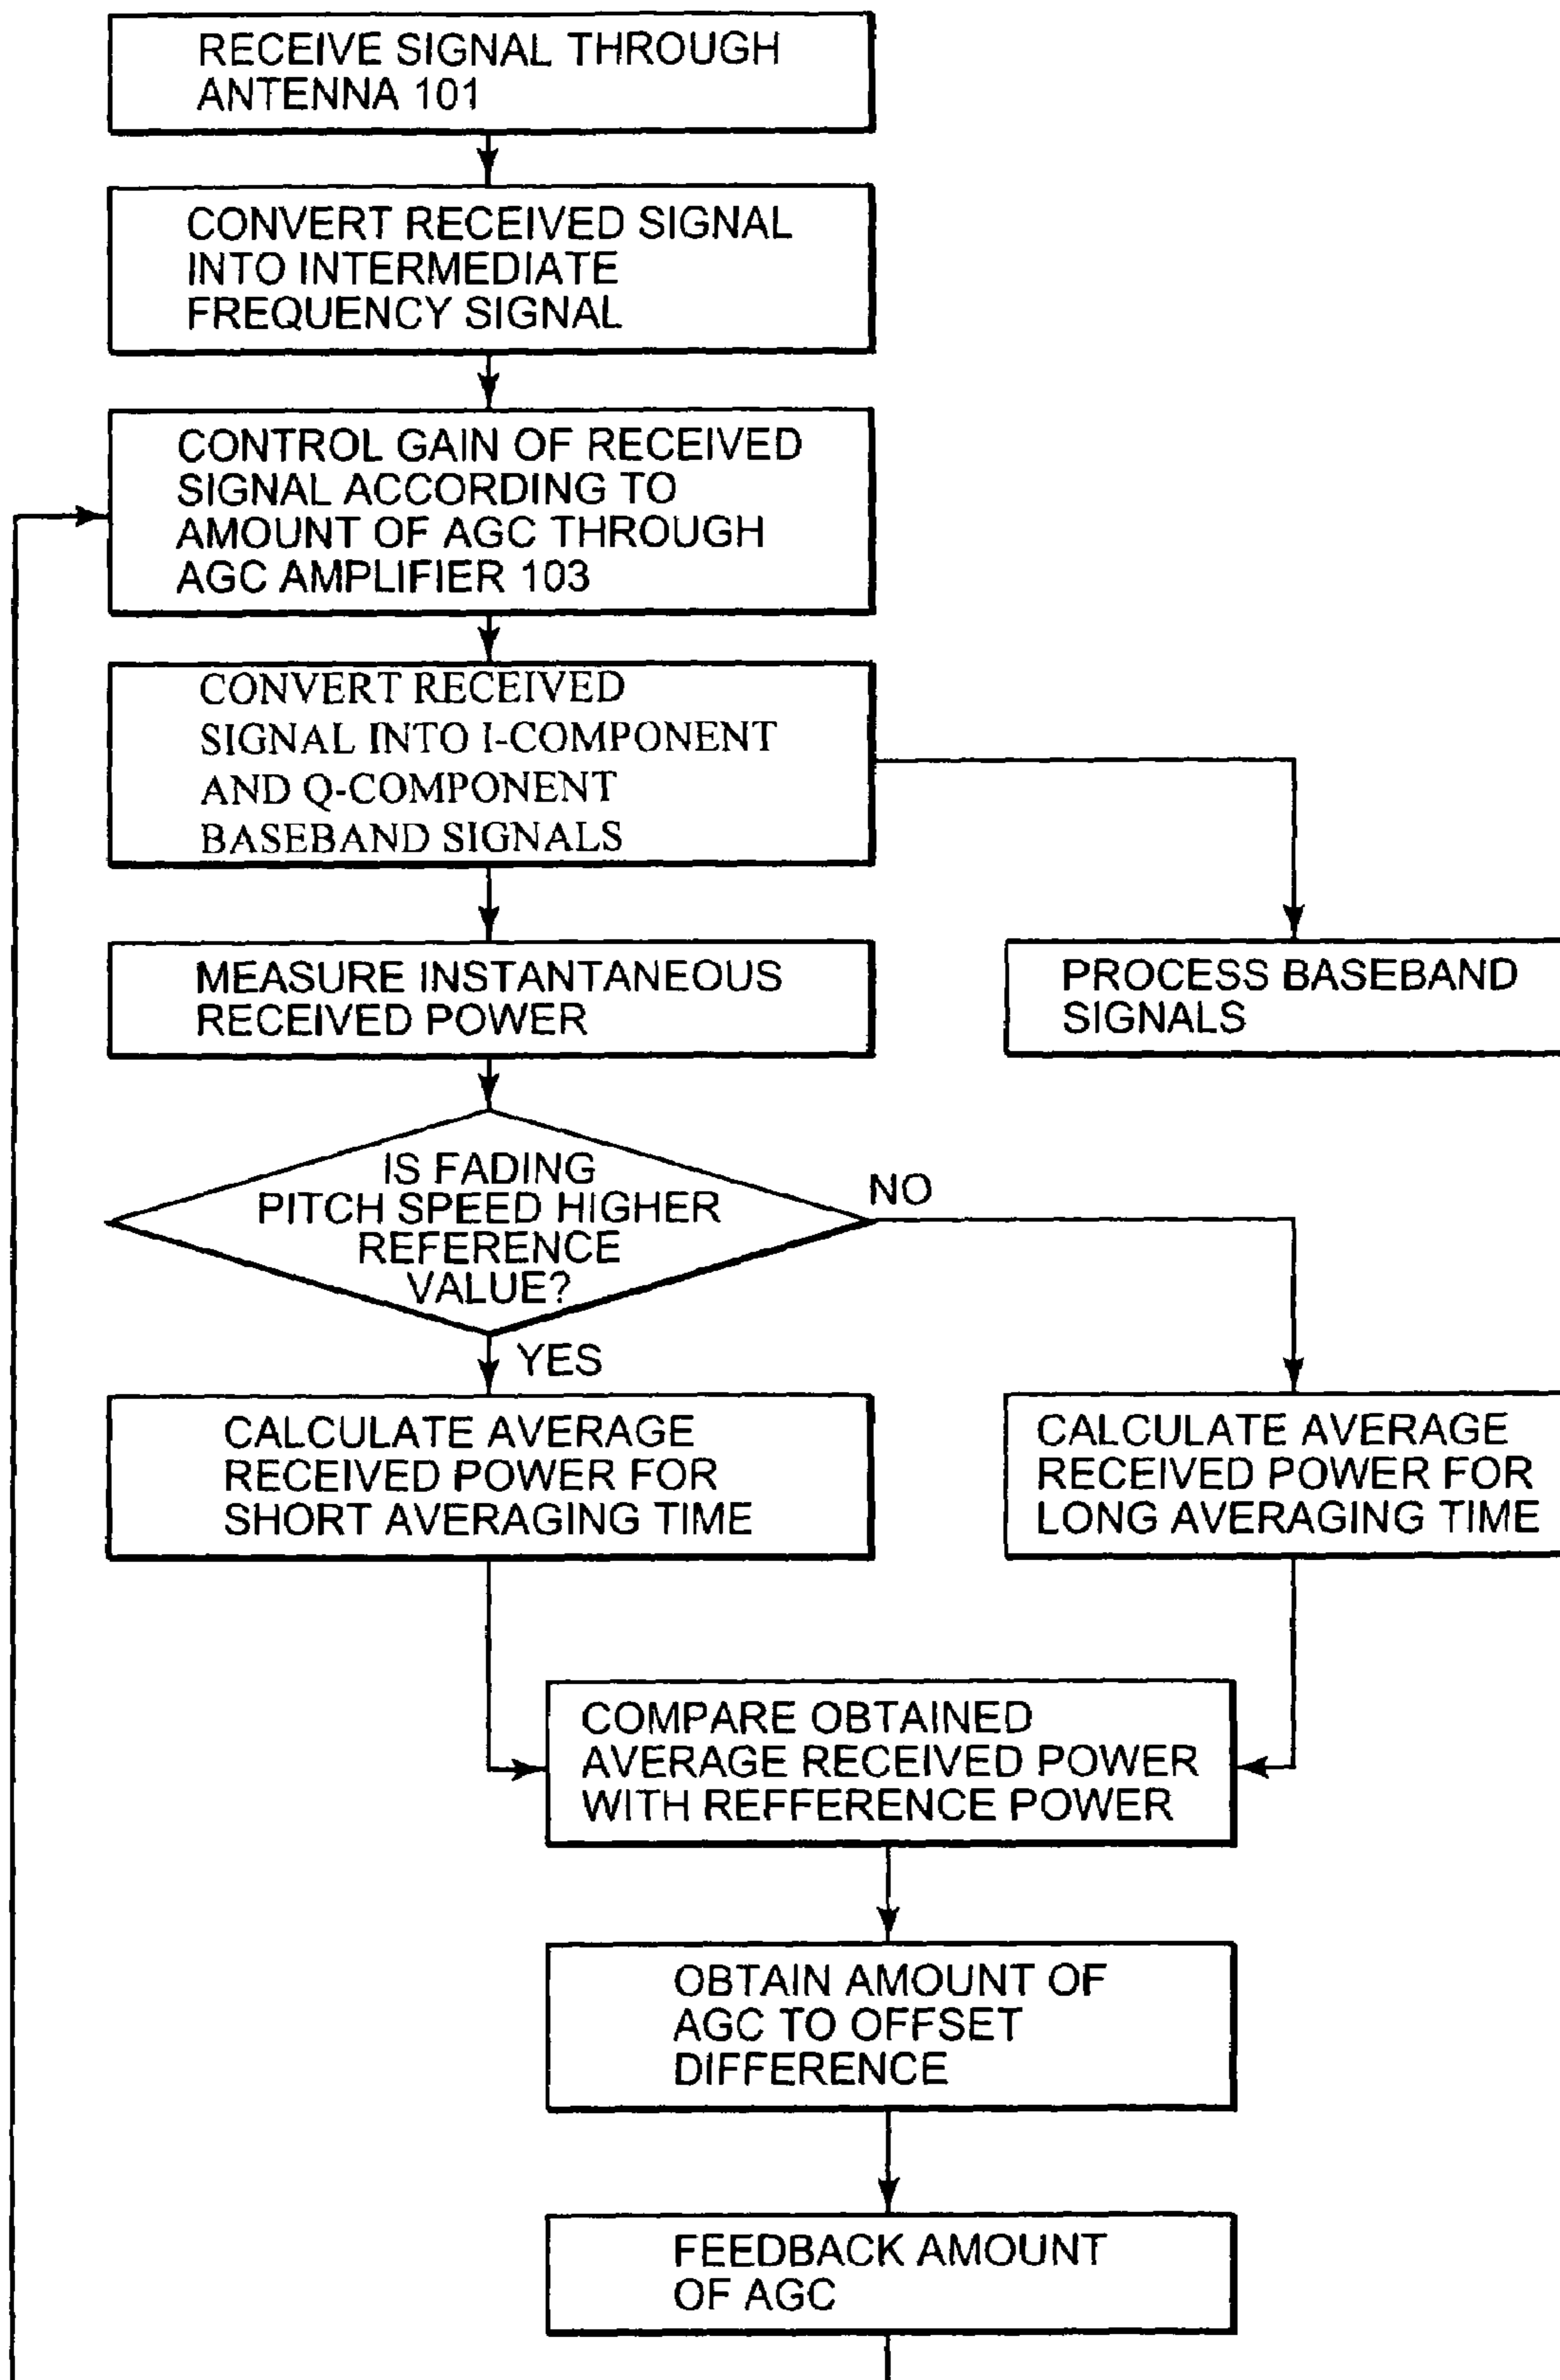 RECEIVE SIGNAL THROUGH
ANTENNA 101
CONVERT RECEIVED SIGNAL
INTO INTERMEDIATE
FREQUENCY SIGNAL
CONTROL GAIN OF RECEIVED
SIGNAL ACCORDING TO
AMOUNT OF AGC THROUGH
AGC AMPLIFIER 103
CONVERT RECEIVED
SIGNAL INTO I-COMPONENT
AND Q-COMPONENT
BASEBAND SIGNALS
MEASURE INSTANTANEOUS
RECEIVED POWER
PROCESS BASEBAND
SIGNALS
IS FADING
PITCH SPEED HIGHER
REFERENCE
VALUE?
NO
YES
CALCULATE AVERAGE
RECEIVED POWER FOR
SHORT AVERAGING TIME
CALCULATE AVERAGE
RECEIVED POWER FOR
LONG AVERAGING TIME
COMPARE OBTAINED
AVERAGE RECEIVED POWER
WITH REFFERENCE POWER
OBTAIN AMOUNT OF
AGC TO OFFSET
DIFFERENCE
FEEDBACK AMOUNT
OF AGC